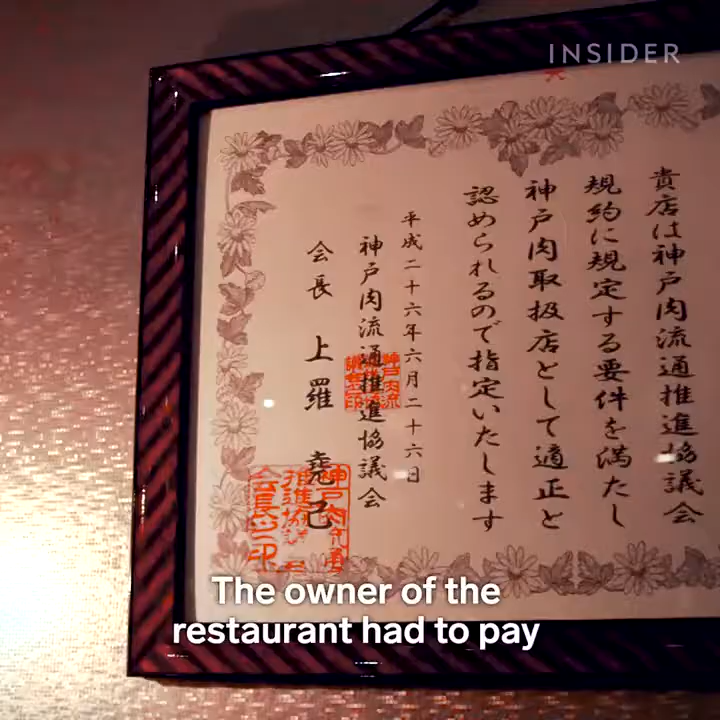 INSIDER
貴店は神戸肉流通推進協議会
規約に規定する要件を満たし
神戸肉取扱店として適正と
認められるので指定いたします
平成二十六年六月二十六日
神戸肉流通推進協議会
会長 上羅 堯己
The owner of the
restaurant had to pay